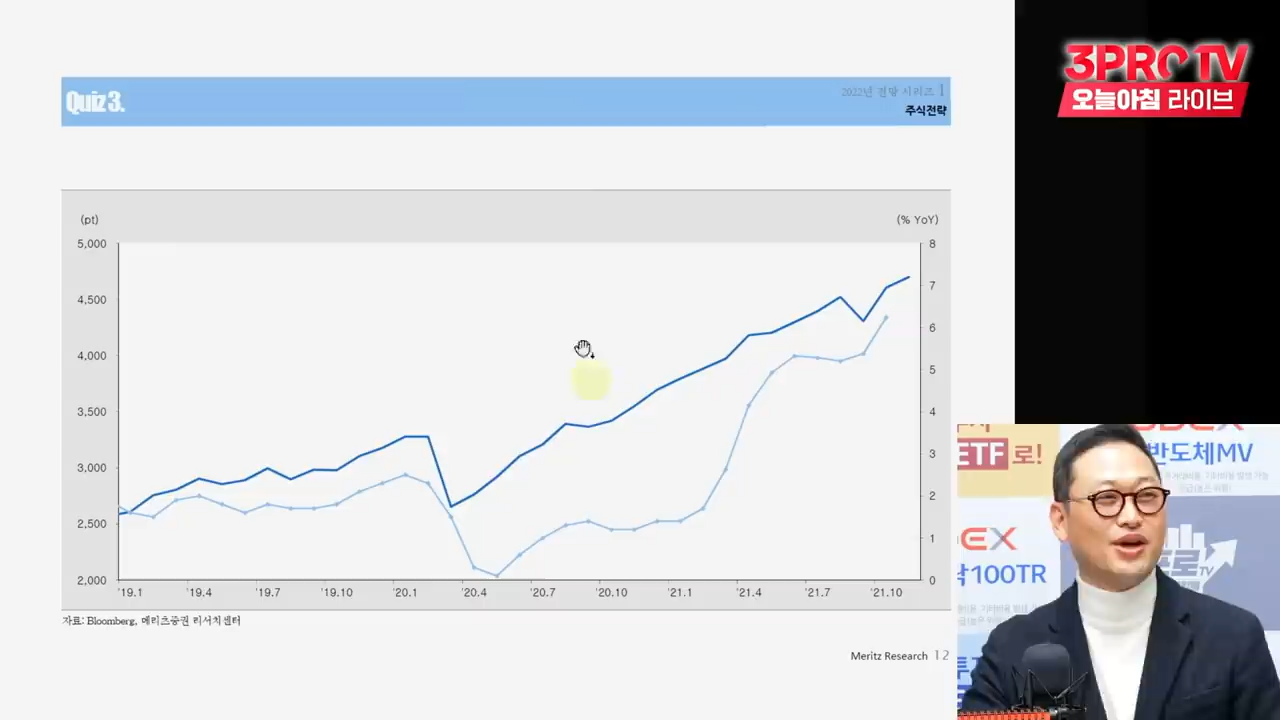 3PROTV
오늘아침 라이브
Quiz 3.
2022년 전망 시리즈 1
주식전략
(pt)
(% YoY)
5,000
4,500
4,000
3,500
3,000
2,500
2,000
8
7
6
5
4
3
2
1
0
'19.1 '19.4 '19.7 '19.10 '20.1 '20.4 '20.7 '20.10 '21.1 '21.4 '21.7 '21.10
자료: Bloomberg, 메리츠증권 리서치센터
Meritz Research 12
ETF로!
반도체MV
EX
100TR
TV